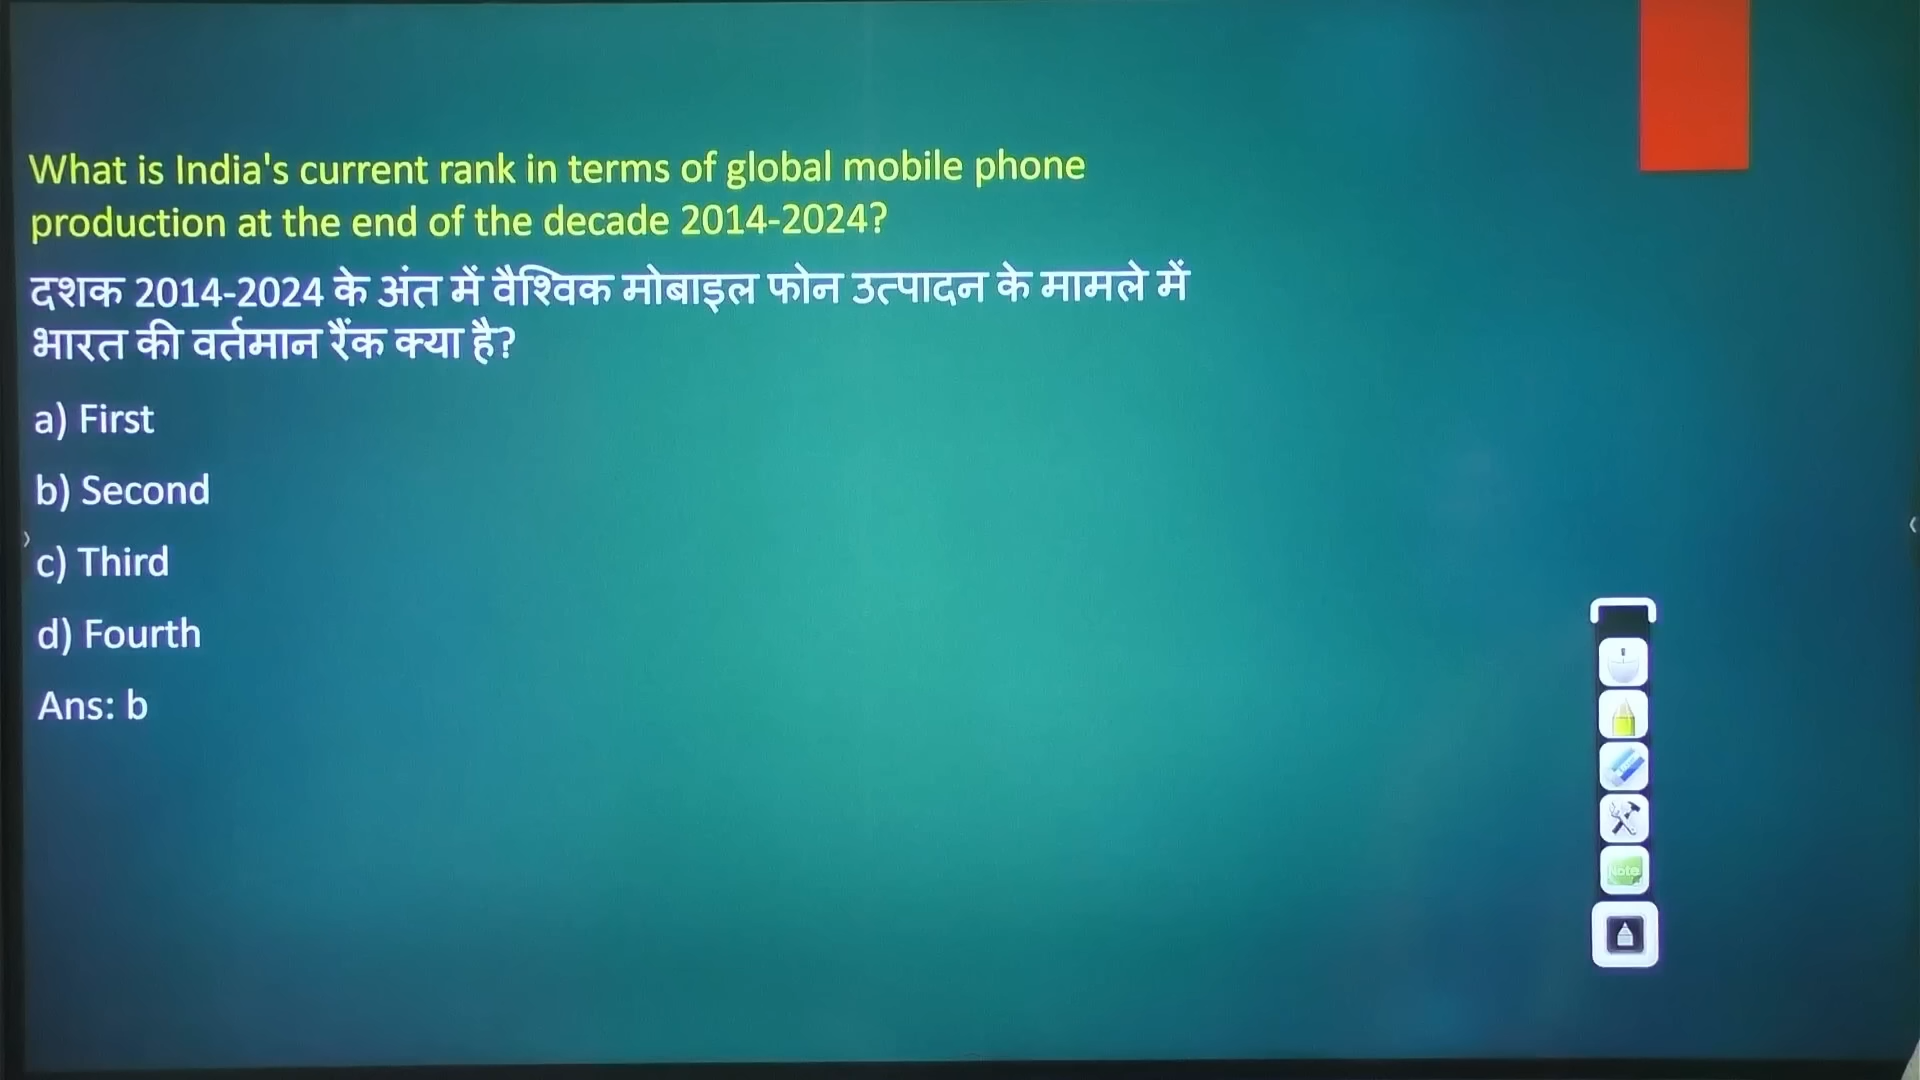 What is India's current rank in terms of global mobile phone
production at the end of the decade 2014-2024?
दशक 2014-2024 के अंत में वैश्विक मोबाइल फोन उत्पादन के मामले में
भारत की वर्तमान रैंक क्या है?
a) First
b) Second
c) Third
d) Fourth
Ans: b
Note